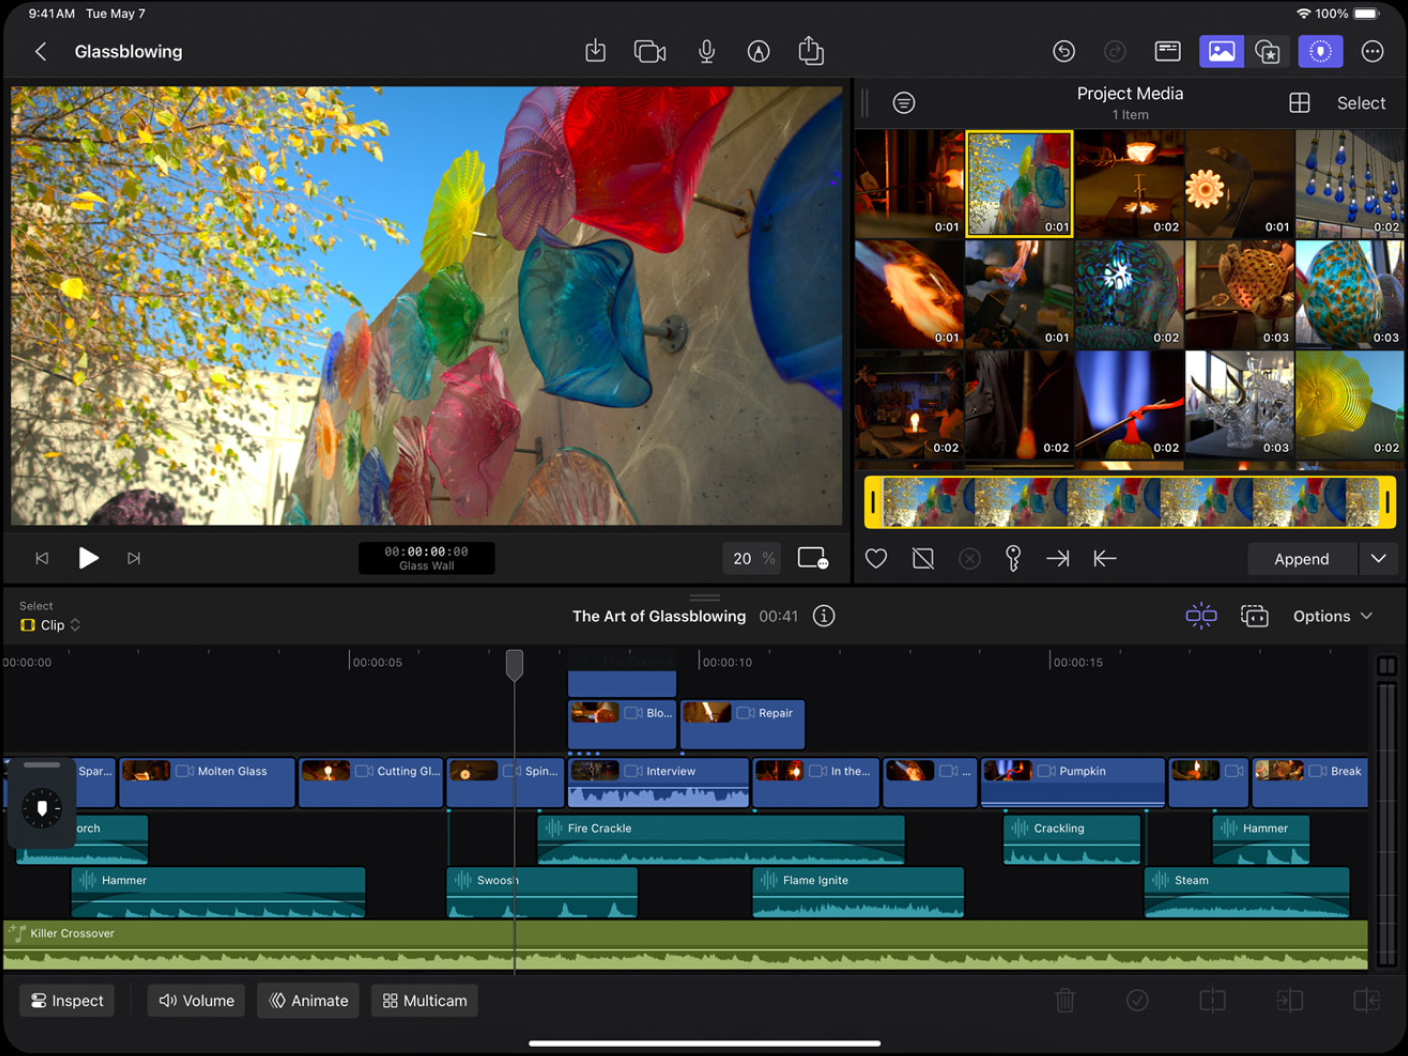 9:41AM Tue May 7
100%
Glassblowing
Project Media
1 Item
Select
0:01
0:01
0:02
0:01
0:02
0:01
0:01
0:02
0:03
0:03
0:02
0:02
0:02
0:03
0:02
00:00:00:00
Glass Wall
20 %
Append
Select
Clip
The Art of Glassblowing 00:41
Options
00:00:00
00:00:05
00:00:10
00:00:15
Blo...
Repair
Spar...
Molten Glass
Cutting Gl...
Spin...
Interview
In the...
...
Pumpkin
Break
orch
Fire Crackle
Crackling
Hammer
Hammer
Swoosh
Flame Ignite
Steam
Killer Crossover
Inspect
Volume
Animate
Multicam